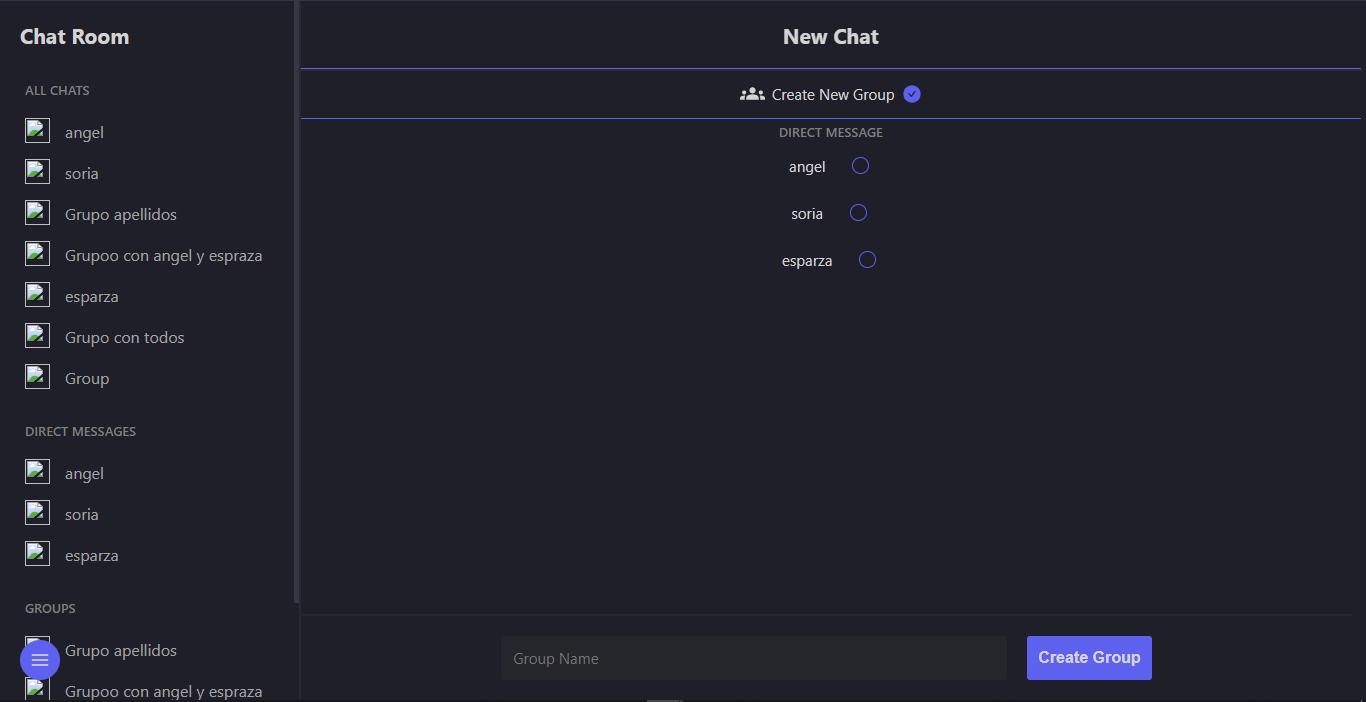 Chat Room
ALL CHATS
angel
soria
Grupo apellidos
Grupoo con angel y espraza
esparza
Grupo con todos
Group
DIRECT MESSAGES
angel
soria
esparza
GROUPS
Grupo apellidos
Grupoo con angel y espraza
New Chat
Create New Group
DIRECT MESSAGE
angel
soria
esparza
Group Name
Create Group